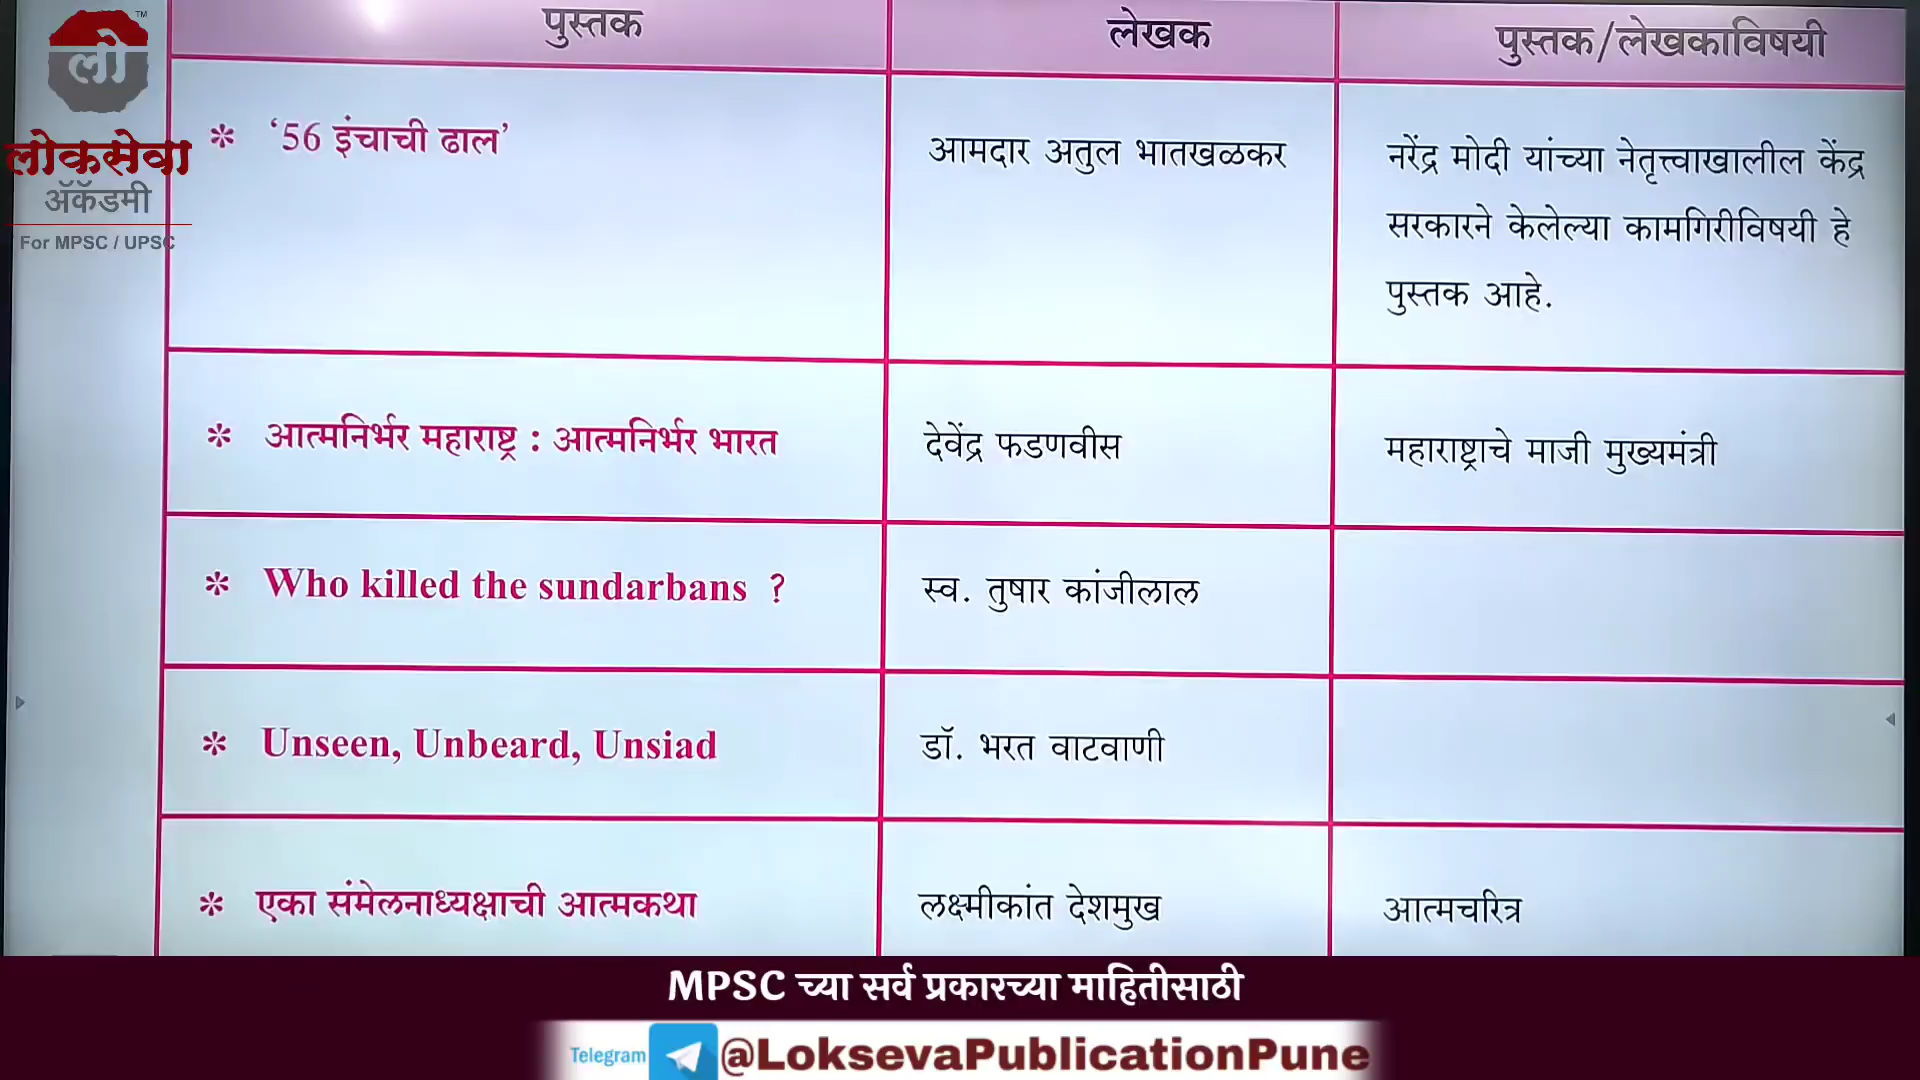 लो
TM
लोकसेवा
ॲकॅडमी
For MPSC / UPSC
पुस्तक
लेखक
पुस्तक/लेखकाविषयी
* ‘56 इंचाची ढाल’
आमदार अतुल भातखळकर
नरेंद्र मोदी यांच्या नेतृत्त्वाखालील केंद्र
सरकारने केलेल्या कामगिरीविषयी हे
पुस्तक आहे.
* आत्मनिर्भर महाराष्ट्र : आत्मनिर्भर भारत
देवेंद्र फडणवीस
महाराष्ट्राचे माजी मुख्यमंत्री
* Who killed the sundarbans ?
स्व. तुषार कांजीलाल
* Unseen, Unbeard, Unsiad
डॉ. भरत वाटवाणी
* एका संमेलनाध्यक्षाची आत्मकथा
लक्ष्मीकांत देशमुख
आत्मचरित्र
MPSC च्या सर्व प्रकारच्या माहितीसाठी
Telegram @LoksevaPublicationPune